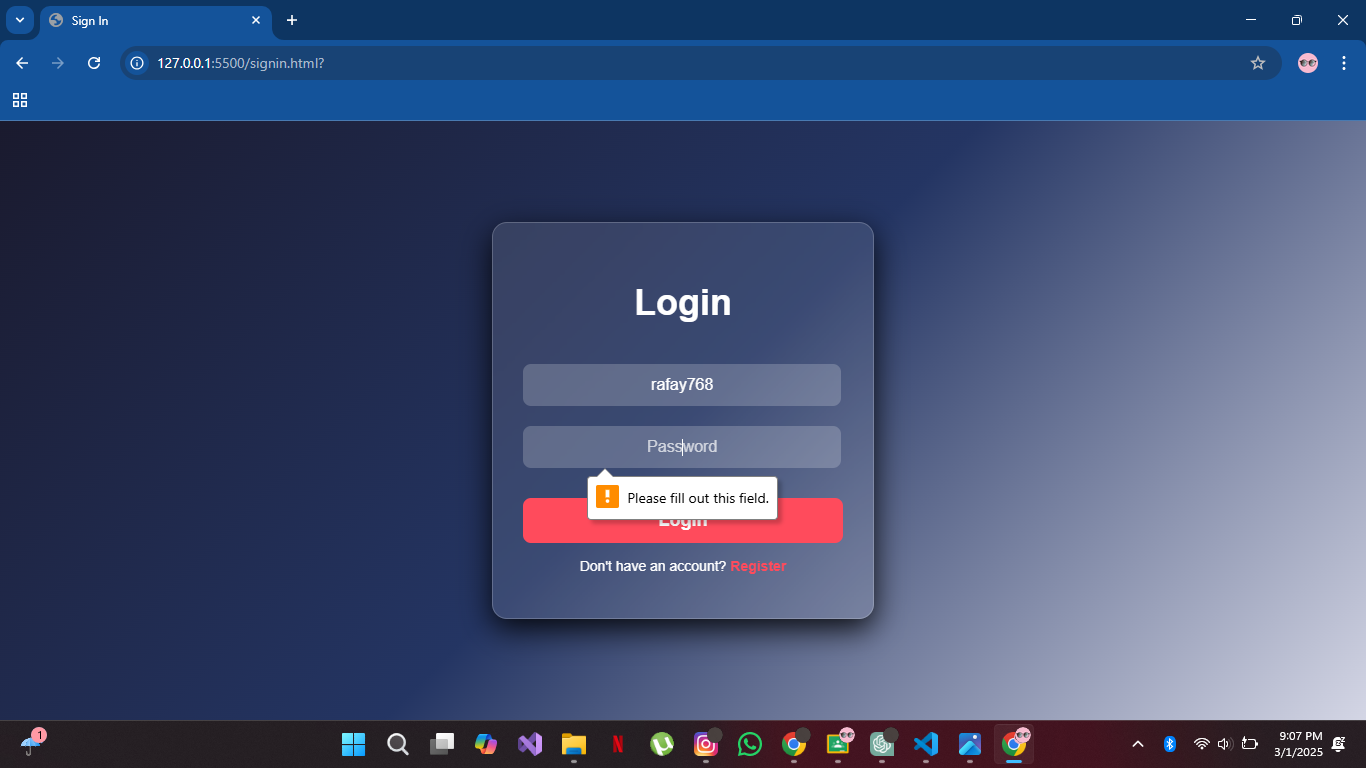 Sign In
127.0.0.1:5500/signin.html?
Login
rafay768
Password
Please fill out this field.
Login
Don't have an account? Register
1
N
9:07 PM
3/1/2025